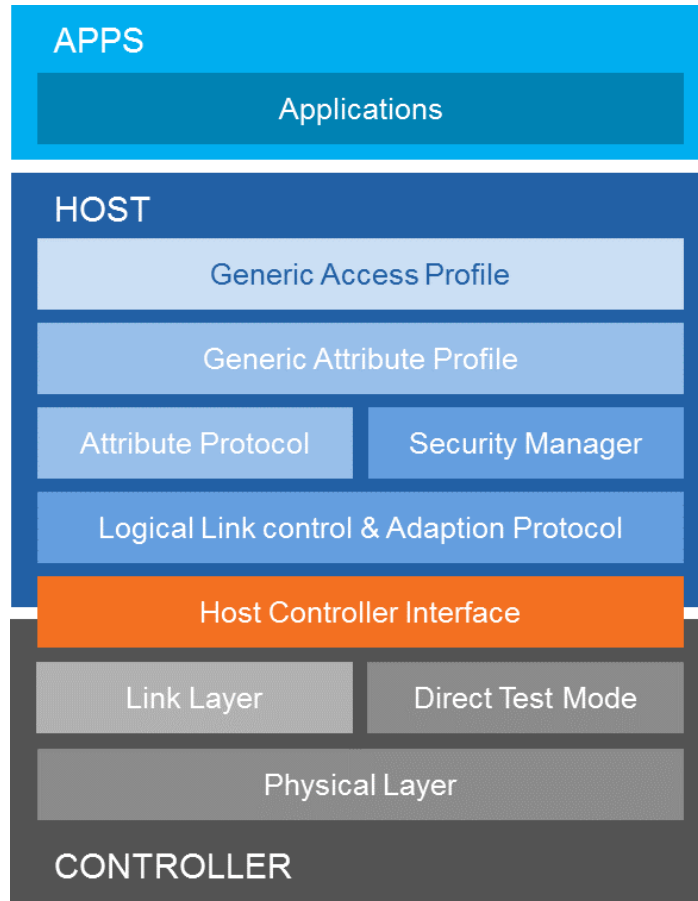 APPS
Applications
HOST
Generic Access Profile
Generic Attribute Profile
Attribute Protocol
Security Manager
Logical Link control & Adaption Protocol
Host Controller Interface
Link Layer
Direct Test Mode
Physical Layer
CONTROLLER